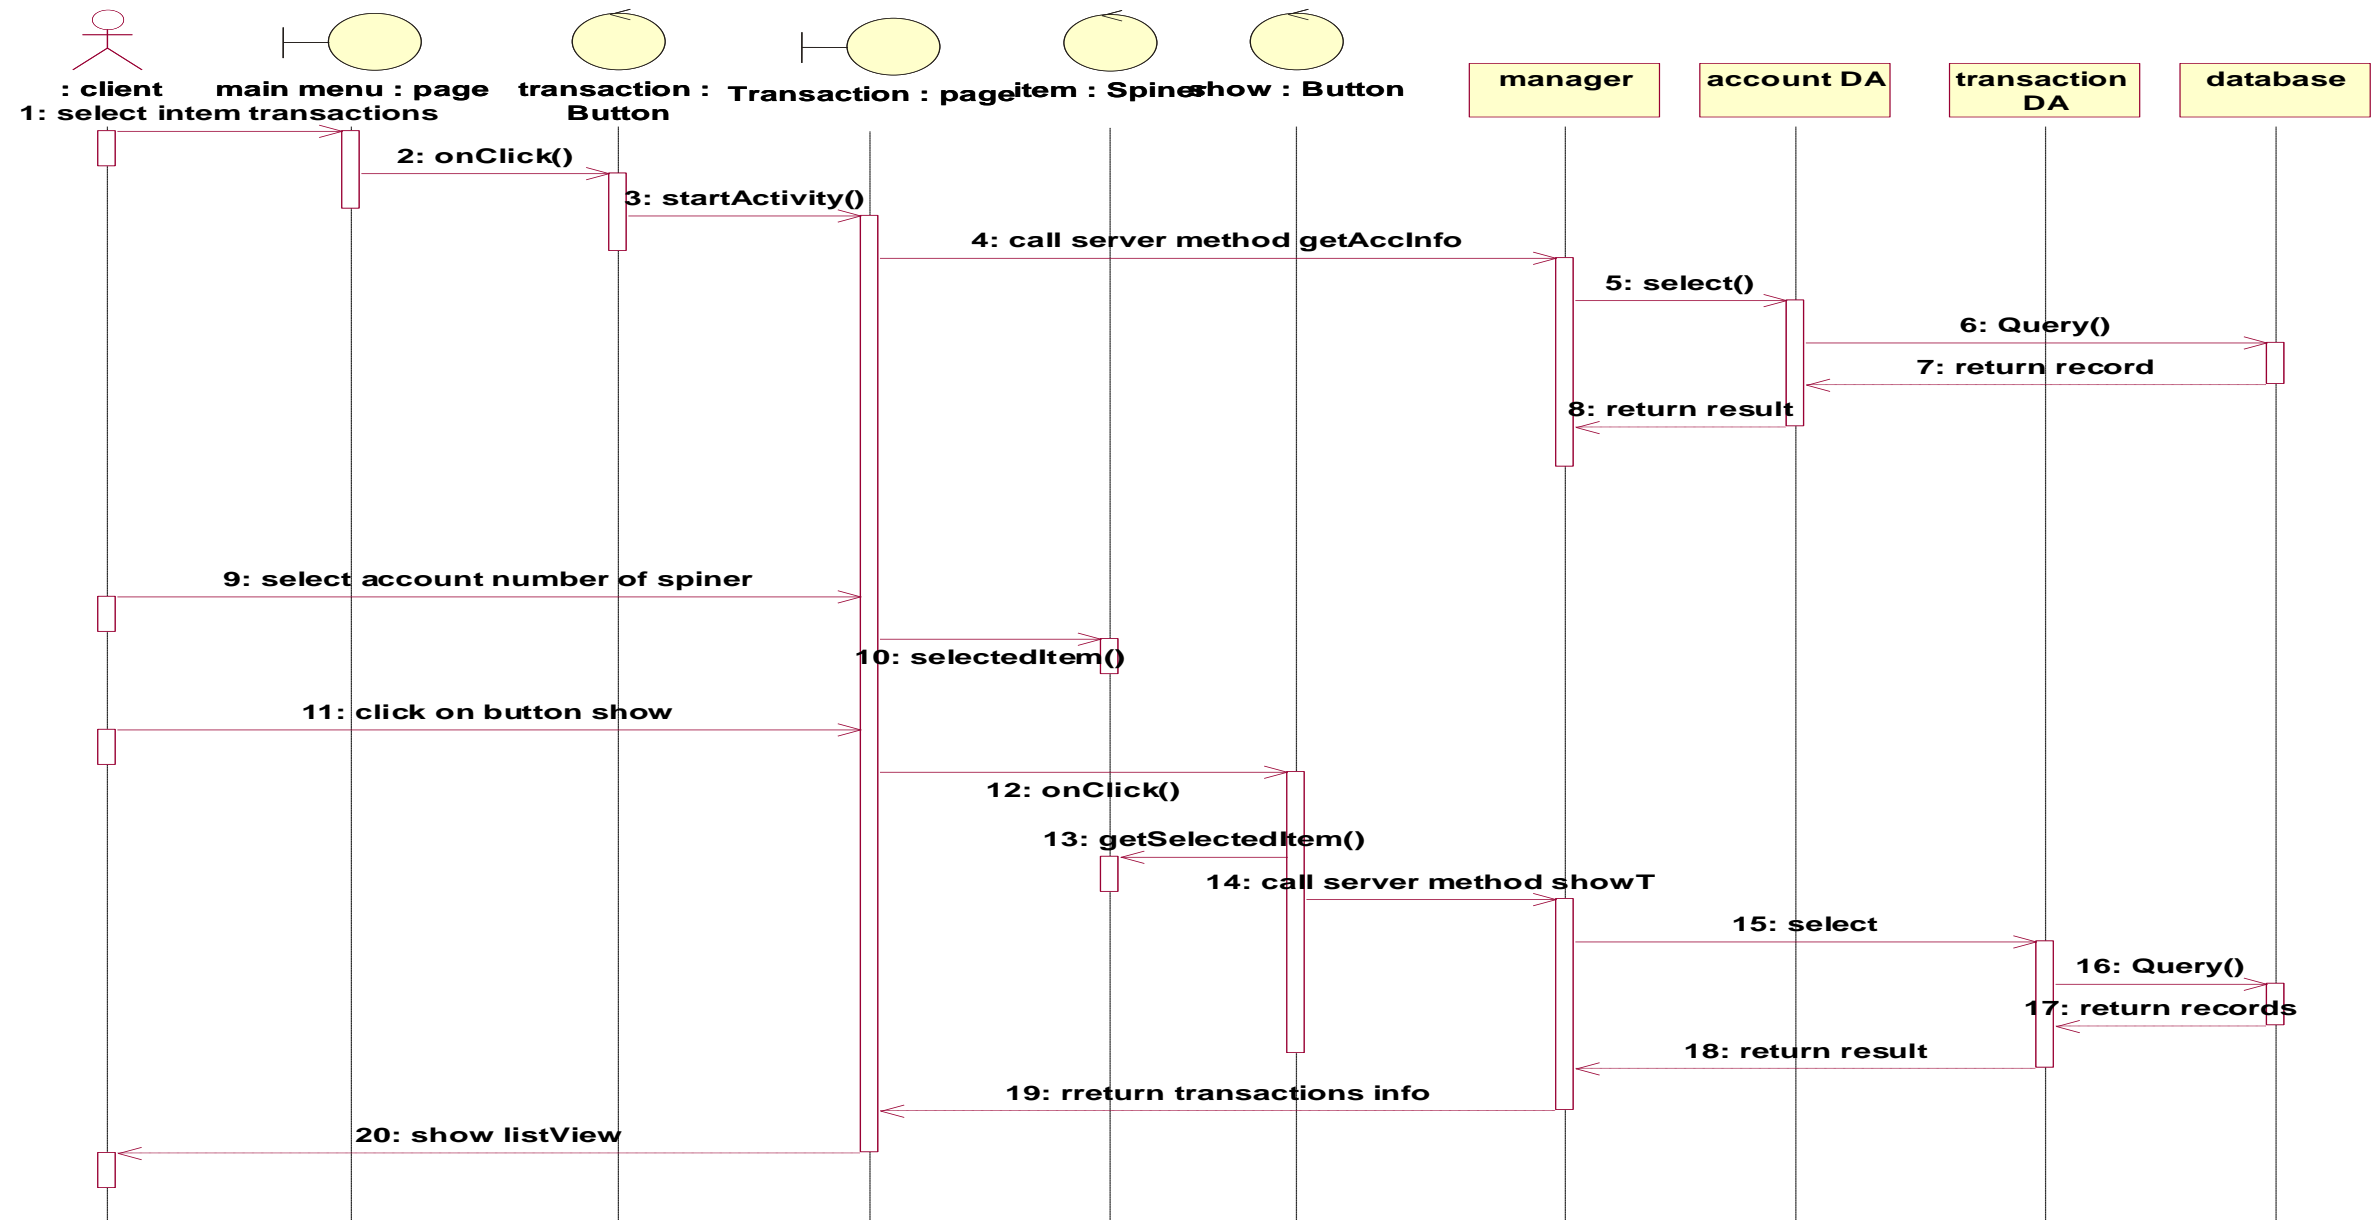 : client
main menu : page
transaction :
Button
Transaction : page
item : Spiner
show : Button
manager
account DA
transaction
DA
database
1: select intem transactions
2: onClick()
3: startActivity()
4: call server method getAccInfo
5: select()
6: Query()
7: return record
8: return result
9: select account number of spiner
10: selectedItem()
11: click on button show
12: onClick()
13: getSelectedItem()
14: call server method showT
15: select
16: Query()
17: return records
18: return result
19: rreturn transactions info
20: show listView